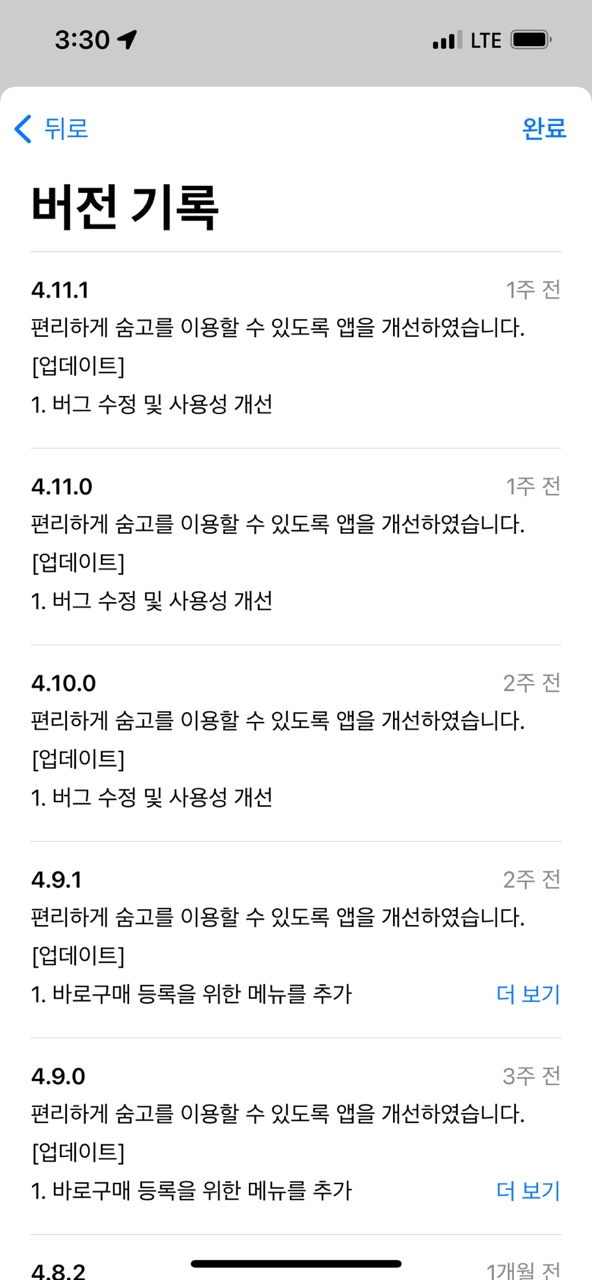 3:30 LTE
뒤로 완료
버전 기록
4.11.1 1주 전
편리하게 숨고를 이용할 수 있도록 앱을 개선하였습니다.
[업데이트]
1. 버그 수정 및 사용성 개선
4.11.0 1주 전
편리하게 숨고를 이용할 수 있도록 앱을 개선하였습니다.
[업데이트]
1. 버그 수정 및 사용성 개선
4.10.0 2주 전
편리하게 숨고를 이용할 수 있도록 앱을 개선하였습니다.
[업데이트]
1. 버그 수정 및 사용성 개선
4.9.1 2주 전
편리하게 숨고를 이용할 수 있도록 앱을 개선하였습니다.
[업데이트]
1. 바로구매 등록을 위한 메뉴를 추가 더 보기
4.9.0 3주 전
편리하게 숨고를 이용할 수 있도록 앱을 개선하였습니다.
[업데이트]
1. 바로구매 등록을 위한 메뉴를 추가 더 보기
4.8.2 1개월 전